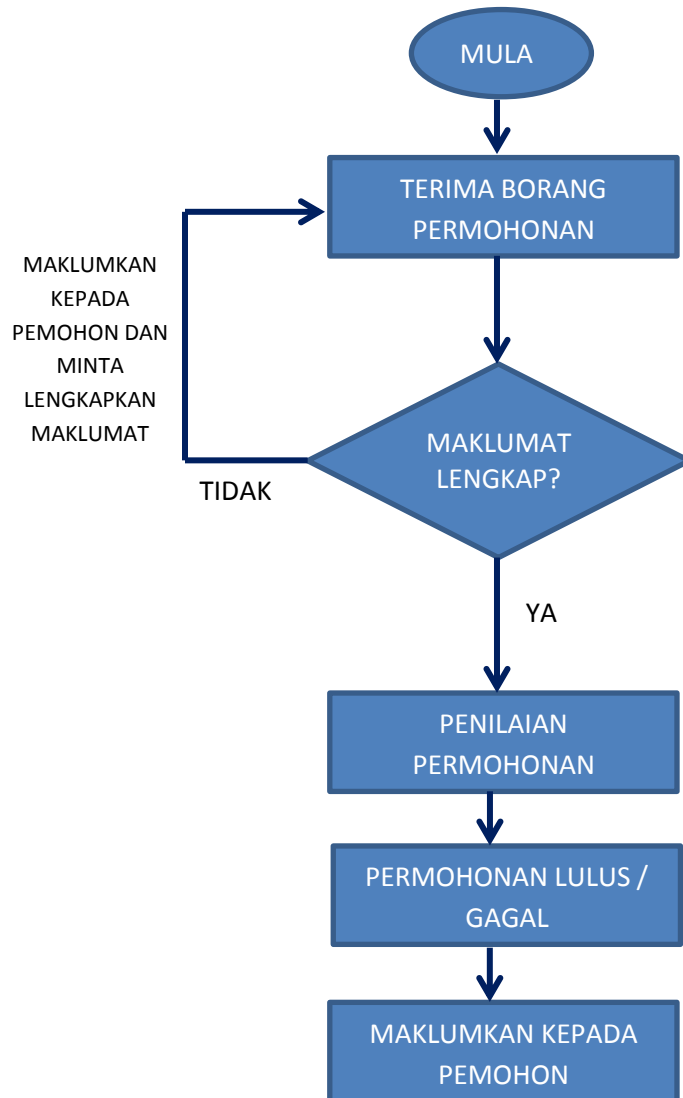 MULA
TERIMA BORANG
PERMOHONAN
MAKLUMKAN
KEPADA
PEMOHON DAN
MINTA
LENGKAPKAN
MAKLUMAT
MAKLUMAT
LENGKAP?
TIDAK
YA
PENILAIAN
PERMOHONAN
PERMOHONAN LULUS /
GAGAL
MAKLUMKAN KEPADA
PEMOHON